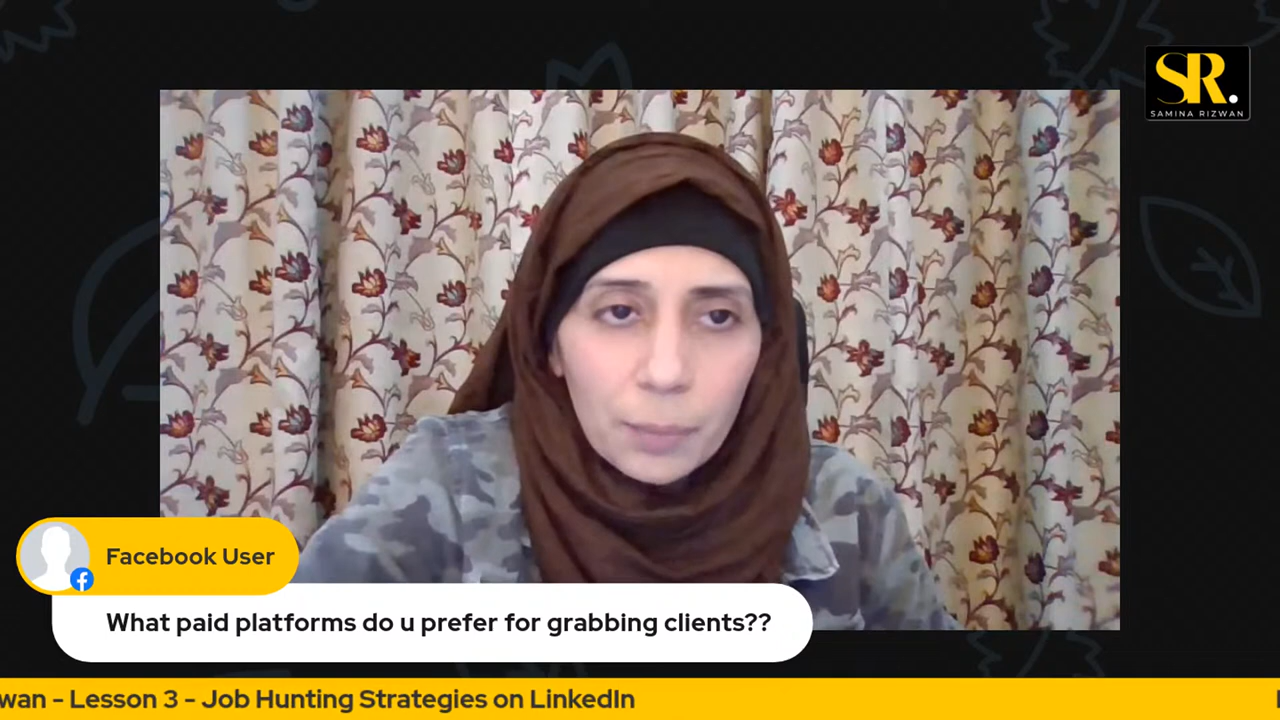 SR.
SAMINA RIZWAN
Facebook User
What paid platforms do u prefer for grabbing clients??
wan - Lesson 3 - Job Hunting Strategies on LinkedIn